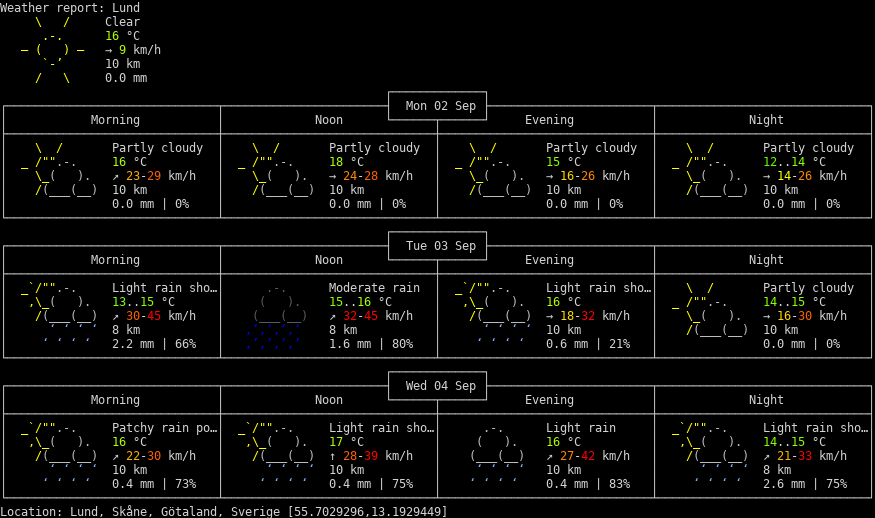 Weather report: Lund
Clear
16 °C
→ 9 km/h
10 km
0.0 mm
Mon 02 Sep
Morning Noon Evening Night
Partly cloudy Partly cloudy Partly cloudy Partly cloudy
16 °C 18 °C 15 °C 12..14 °C
↗ 23-29 km/h → 24-28 km/h → 16-26 km/h → 14-26 km/h
10 km 10 km 10 km 10 km
0.0 mm | 0% 0.0 mm | 0% 0.0 mm | 0% 0.0 mm | 0%
Tue 03 Sep
Morning Noon Evening Night
Light rain sho… Moderate rain Light rain sho… Partly cloudy
13..15 °C 15..16 °C 16 °C 14..15 °C
↗ 30-45 km/h ↗ 32-45 km/h → 18-32 km/h → 16-30 km/h
8 km 8 km 10 km 10 km
2.2 mm | 66% 1.6 mm | 80% 0.6 mm | 21% 0.0 mm | 0%
Wed 04 Sep
Morning Noon Evening Night
Patchy rain po… Light rain sho… Light rain Light rain sho…
16 °C 17 °C 16 °C 14..15 °C
↗ 22-30 km/h ↑ 28-39 km/h ↗ 27-42 km/h ↗ 21-33 km/h
10 km 10 km 10 km 8 km
0.4 mm | 73% 0.4 mm | 75% 0.4 mm | 83% 2.6 mm | 75%
Location: Lund, Skåne, Götaland, Sverige [55.7029296,13.1929449]